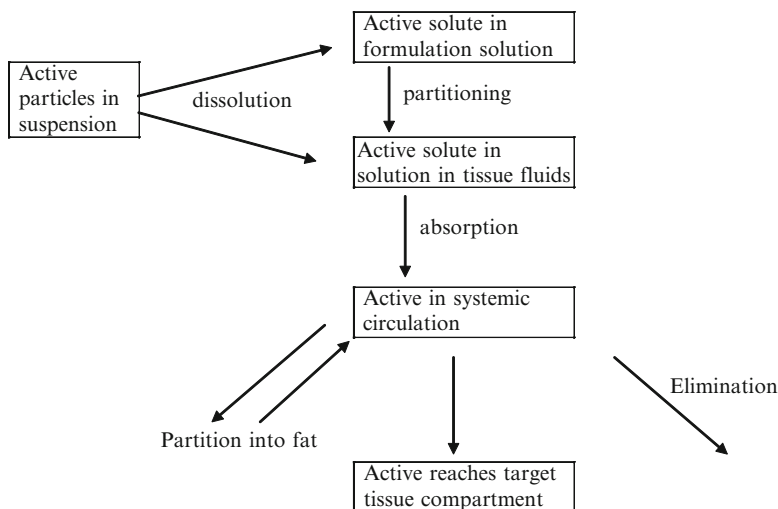 Active solute in
formulation solution
Active
particles in
suspension
dissolution
partitioning
Active solute in
solution in tissue fluids
absorption
Active in systemic
circulation
Elimination
Partition into fat
Active reaches target
tissue compartment